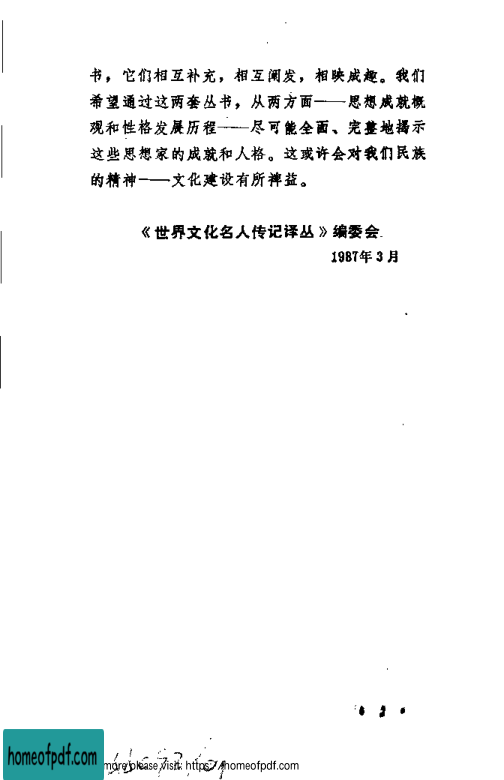 书，它们相互补充，相互阐发，相映成趣。我们
希望通过这两套丛书，从两方面——思想成就概
观和性格发展历程——尽可能全面、完整地揭示
这些思想家的成就和人格。这或许会对我们民族
的精神——文化建设有所裨益。
《世界文化名人传记译丛》编委会
1987年3月
homeofpdf.com
more please visit: https://homeofpdf.com